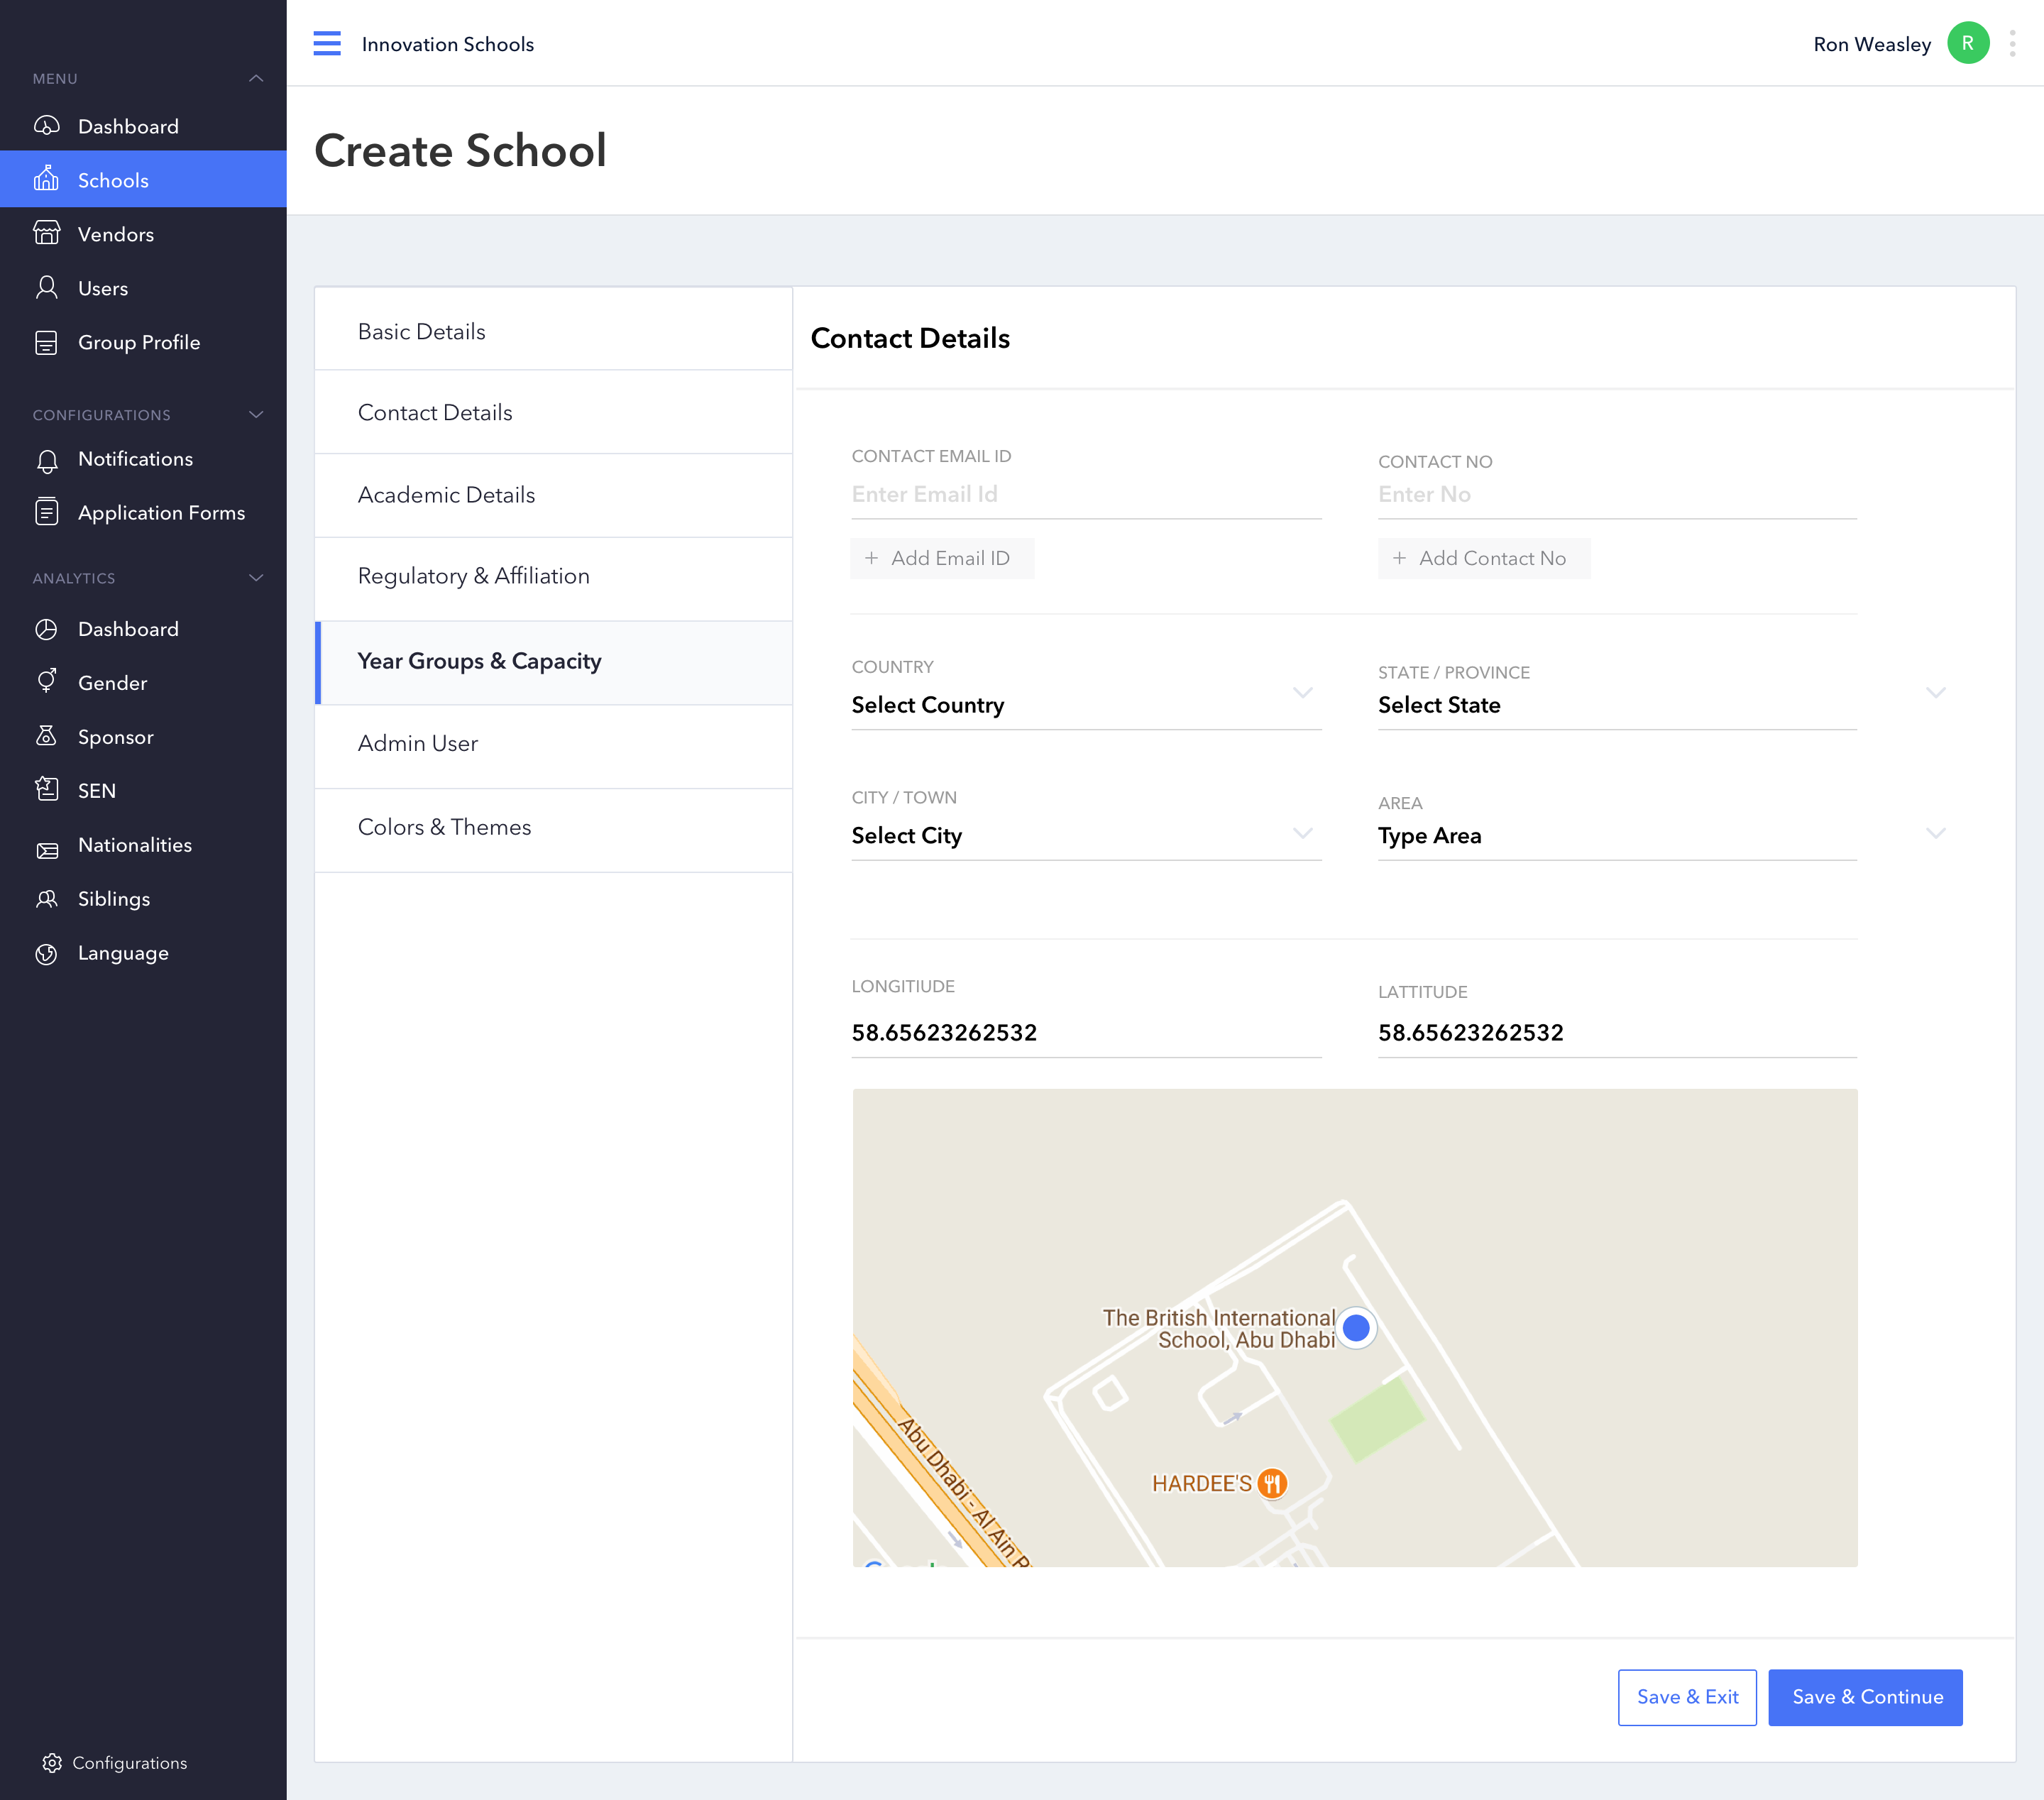 Innovation Schools
Ron Weasley
R
MENU
Dashboard
Schools
Vendors
Users
Group Profile
CONFIGURATIONS
Notifications
Application Forms
ANALYTICS
Dashboard
Gender
Sponsor
SEN
Nationalities
Siblings
Language
Configurations
Create School
Basic Details
Contact Details
Academic Details
Regulatory & Affiliation
Year Groups & Capacity
Admin User
Colors & Themes
Contact Details
CONTACT EMAIL ID
Enter Email Id
+ Add Email ID
CONTACT NO
Enter No
+ Add Contact No
COUNTRY
Select Country
STATE / PROVINCE
Select State
CITY / TOWN
Select City
AREA
Type Area
LONGITIUDE
58.65623262532
LATTITUDE
58.65623262532
The British International
School, Abu Dhabi
HARDEE'S
Abu Dhabi - Al Ain R
Save & Exit
Save & Continue